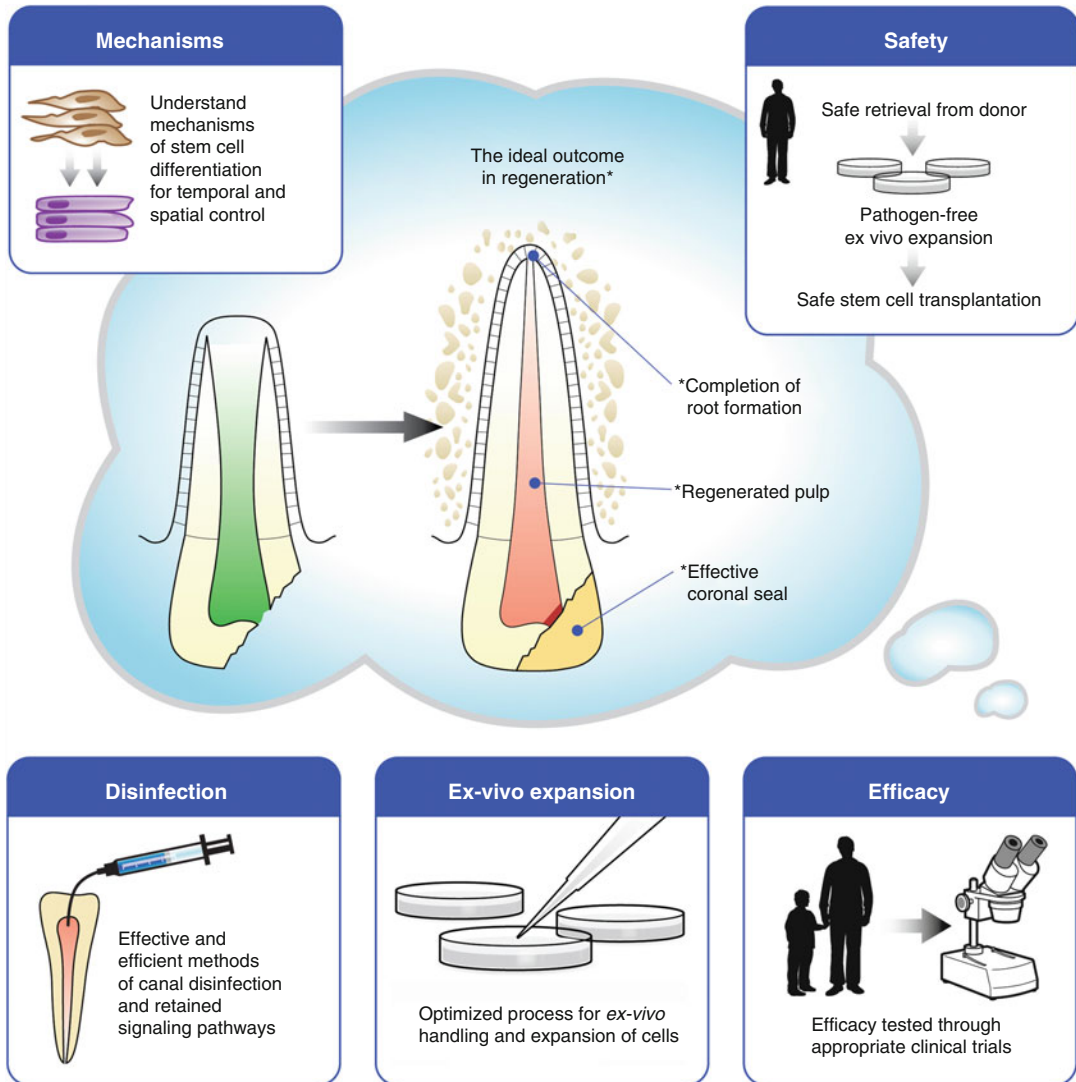 Mechanisms
Understand
mechanisms
of stem cell
differentiation
for temporal and
spatial control
Safety
Safe retrieval from donor
Pathogen-free
ex vivo expansion
Safe stem cell transplantation
The ideal outcome
in regeneration*
*Completion of
root formation
*Regenerated pulp
*Effective
coronal seal
Disinfection
Effective and
efficient methods
of canal disinfection
and retained
signaling pathways
Ex-vivo expansion
Optimized process for ex-vivo
handling and expansion of cells
Efficacy
Efficacy tested through
appropriate clinical trials